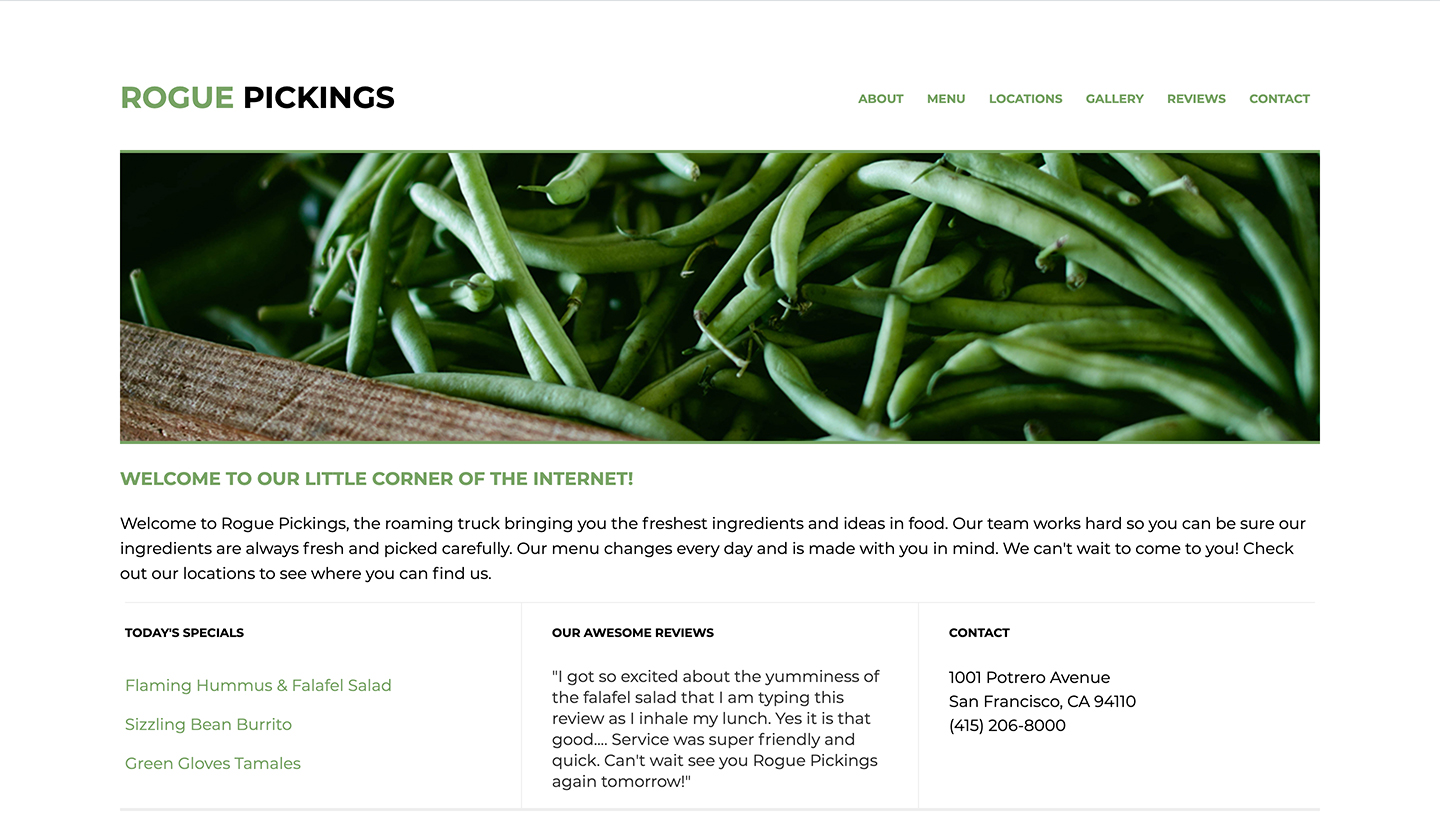 ROGUE PICKINGS
ABOUT MENU LOCATIONS GALLERY REVIEWS CONTACT
WELCOME TO OUR LITTLE CORNER OF THE INTERNET!
Welcome to Rogue Pickings, the roaming truck bringing you the freshest ingredients and ideas in food. Our team works hard so you can be sure our
ingredients are always fresh and picked carefully. Our menu changes every day and is made with you in mind. We can't wait to come to you! Check
out our locations to see where you can find us.
TODAY'S SPECIALS
Flaming Hummus & Falafel Salad
Sizzling Bean Burrito
Green Gloves Tamales
OUR AWESOME REVIEWS
"I got so excited about the yumminess of
the falafel salad that I am typing this
review as I inhale my lunch. Yes it is that
good.... Service was super friendly and
quick. Can't wait see you Rogue Pickings
again tomorrow!"
CONTACT
1001 Potrero Avenue
San Francisco, CA 94110
(415) 206-8000